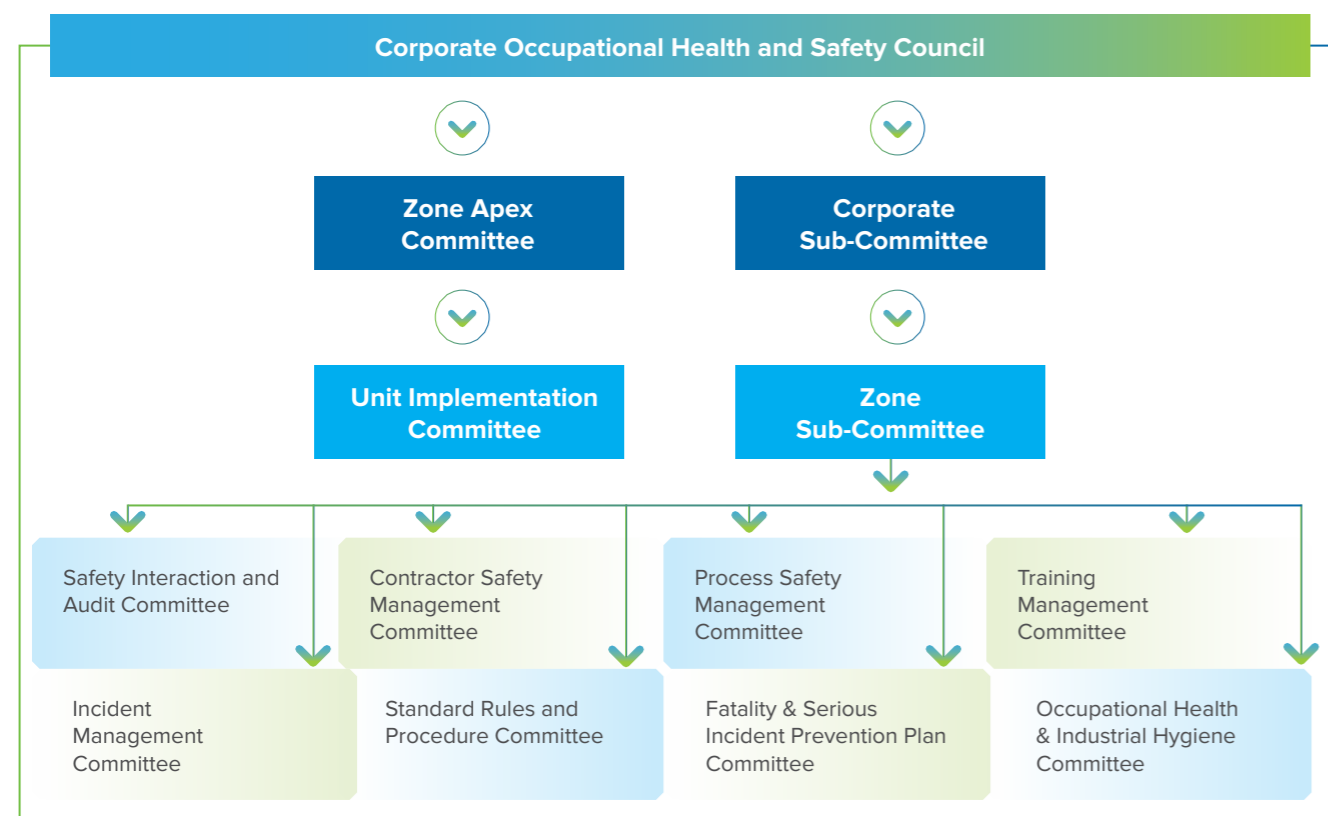 Corporate Occupational Health and Safety Council
Zone Apex
Committee
Corporate
Sub-Committee
Unit Implementation
Committee
Zone
Sub-Committee
Safety Interaction and
Audit Committee
Contractor Safety
Management
Committee
Process Safety
Management
Committee
Training
Management
Committee
Incident
Management
Committee
Standard Rules and
Procedure Committee
Fatality & Serious
Incident Prevention Plan
Committee
Occupational Health
& Industrial Hygiene
Committee